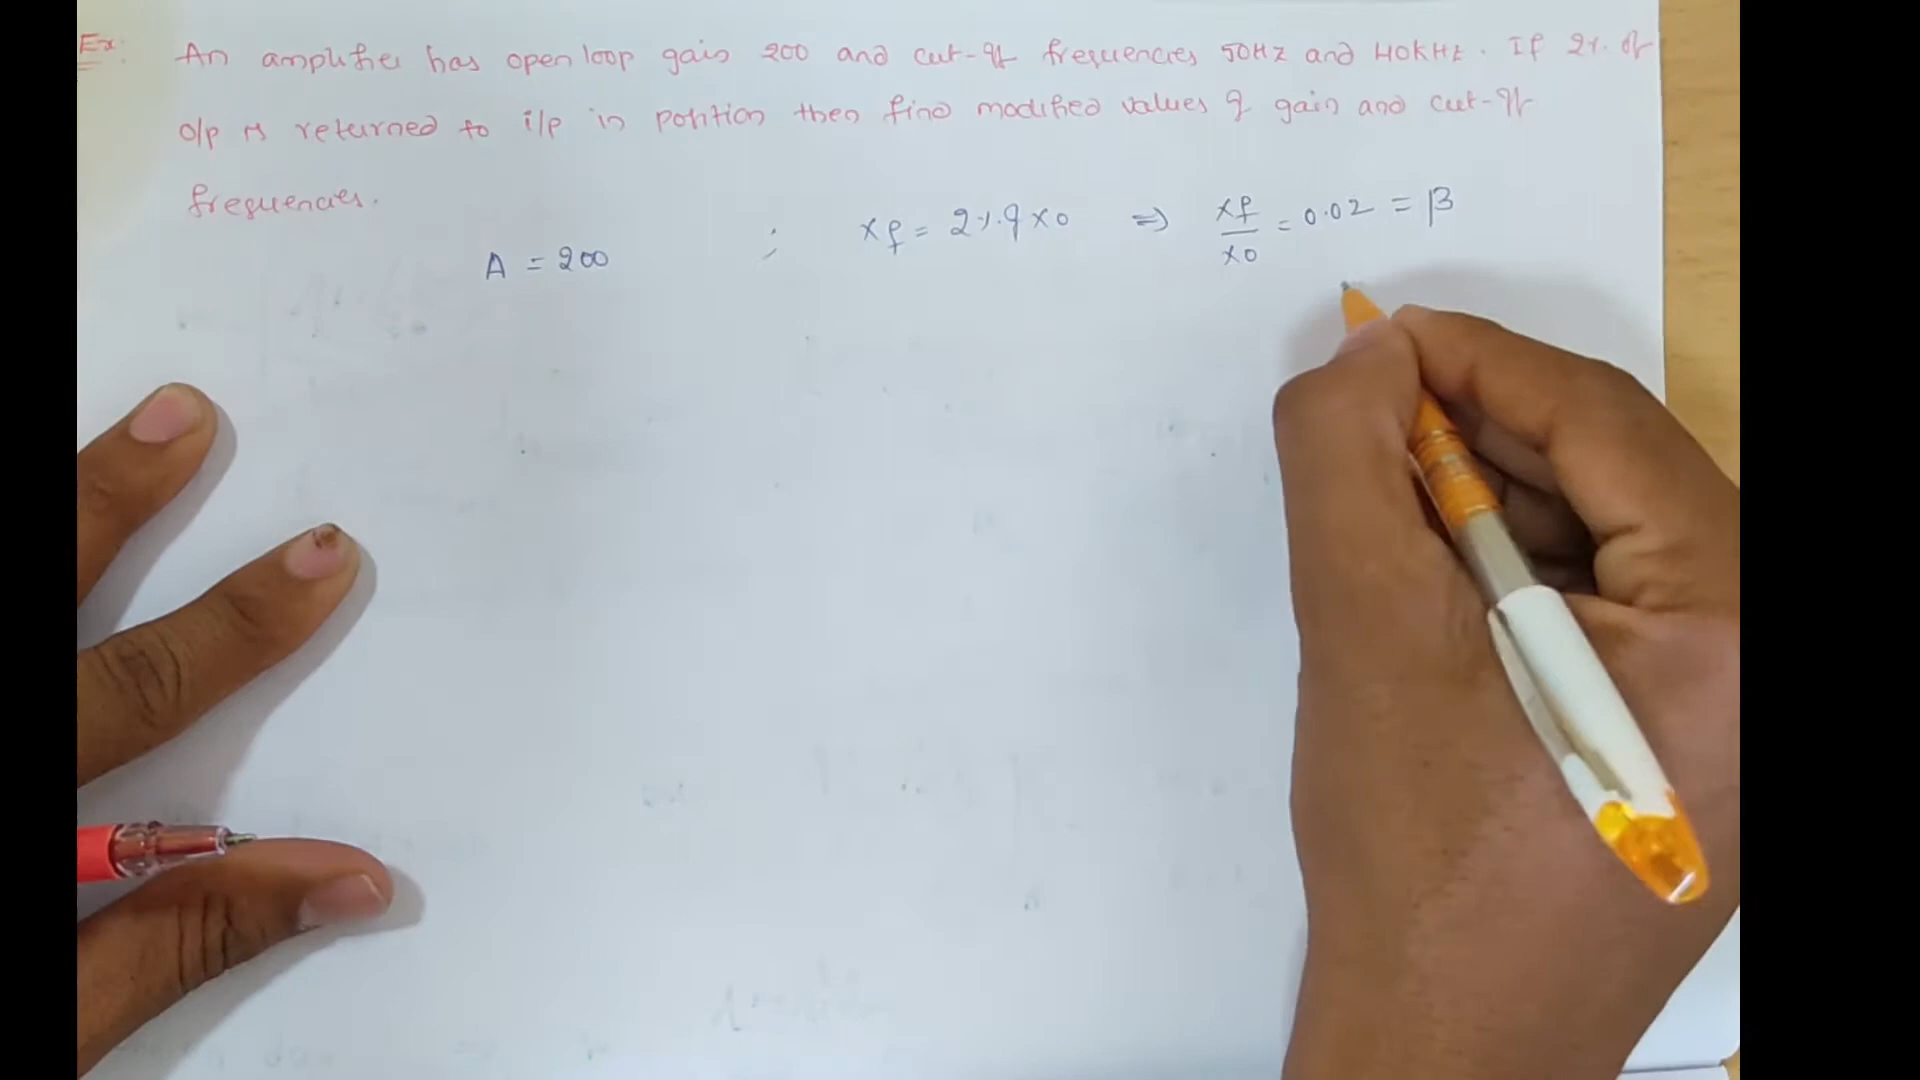 Ex: An amplifier has open loop gain 200 and cut-off frequencies 50HZ and 40KHZ. If 2% of
o/p is returned to i/p in position then find modified values of gain and cut-off
frequencies.
A = 200 ; xf = 2% of x0 ⇒ xf/x0 = 0.02 = β